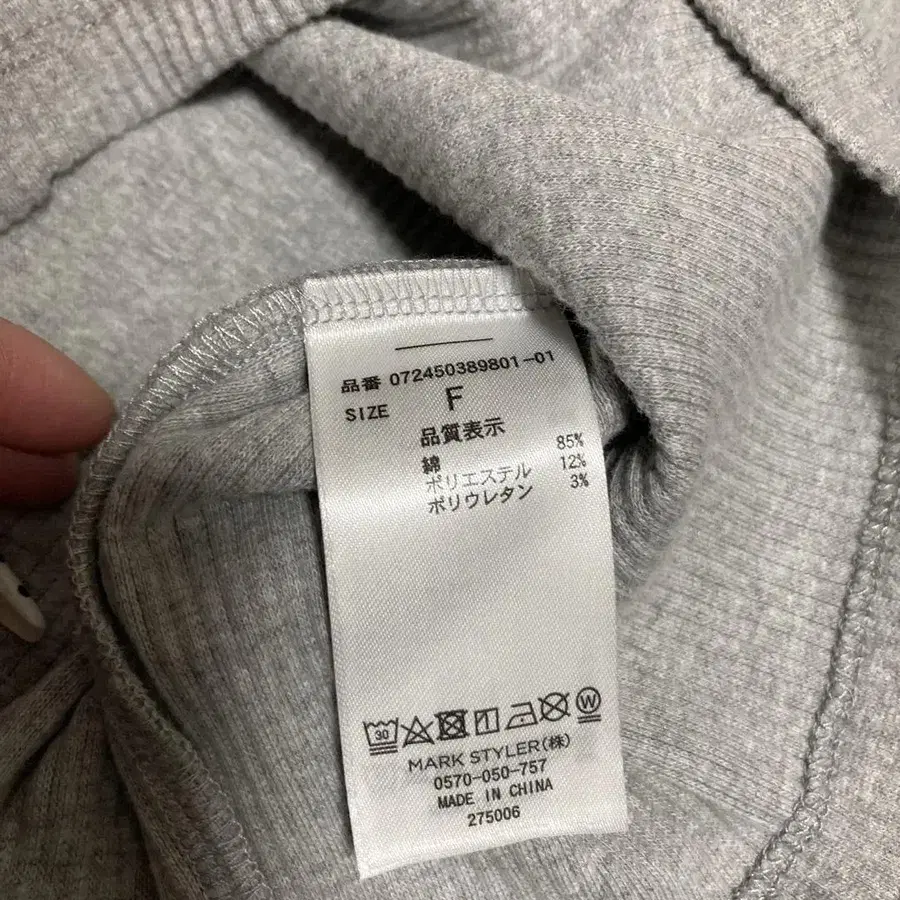 品番 072450389801-01
SIZE F
品質表示
綿 85%
ポリエステル 12%
ポリウレタン 3%
30 W
MARK STYLER(株)
0570-050-757
MADE IN CHINA
275006